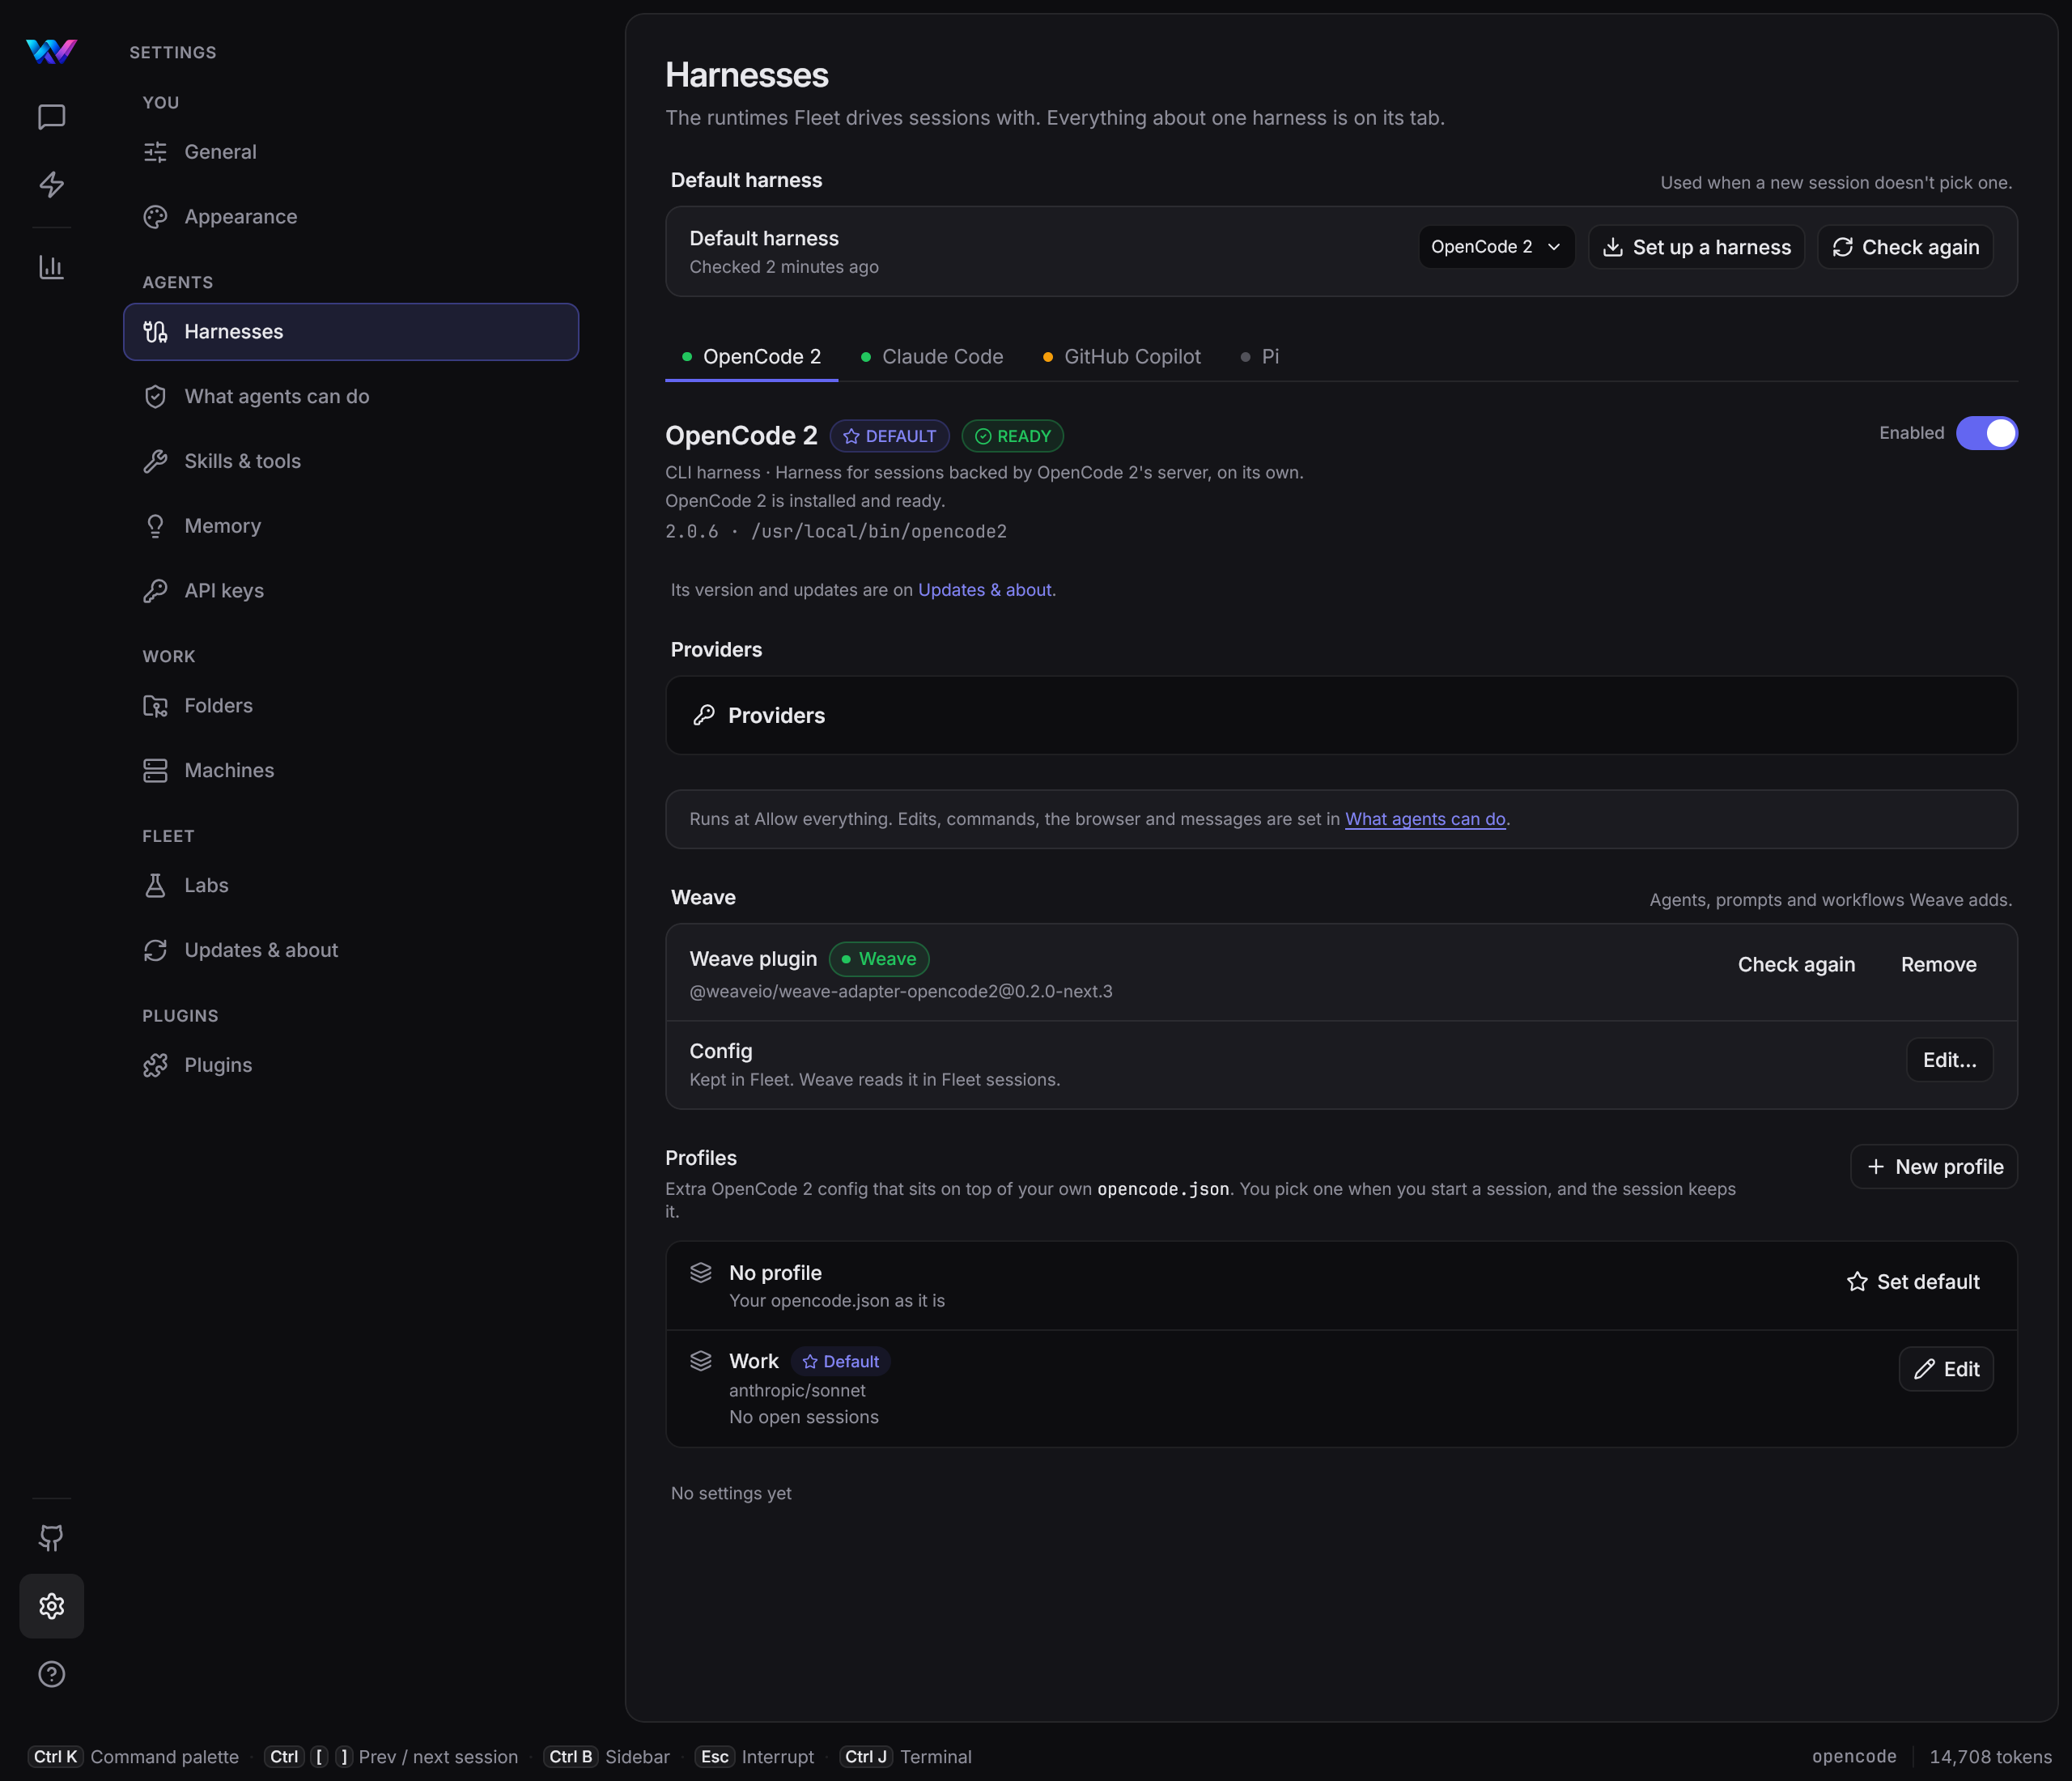 SETTINGS
YOU
General
Appearance
AGENTS
Harnesses
What agents can do
Skills & tools
Memory
API keys
WORK
Folders
Machines
FLEET
Labs
Updates & about
PLUGINS
Plugins
Harnesses
The runtimes Fleet drives sessions with. Everything about one harness is on its tab.
Default harness
Used when a new session doesn't pick one.
Default harness
Checked 2 minutes ago
OpenCode 2
Set up a harness
Check again
OpenCode 2
Claude Code
GitHub Copilot
Pi
OpenCode 2
DEFAULT
READY
Enabled
CLI harness · Harness for sessions backed by OpenCode 2's server, on its own.
OpenCode 2 is installed and ready.
2.0.6 · /usr/local/bin/opencode2
Its version and updates are on Updates & about.
Providers
Providers
Runs at Allow everything. Edits, commands, the browser and messages are set in What agents can do.
Weave
Agents, prompts and workflows Weave adds.
Weave plugin
Weave
@weaveio/weave-adapter-opencode2@0.2.0-next.3
Check again
Remove
Config
Kept in Fleet. Weave reads it in Fleet sessions.
Edit...
Profiles
Extra OpenCode 2 config that sits on top of your own opencode.json. You pick one when you start a session, and the session keeps
it.
New profile
No profile
Your opencode.json as it is
Set default
Work
Default
anthropic/sonnet
No open sessions
Edit
No settings yet
Ctrl K Command palette · Ctrl [ ] Prev / next session · Ctrl B Sidebar · Esc Interrupt · Ctrl J Terminal
opencode
14,708 tokens